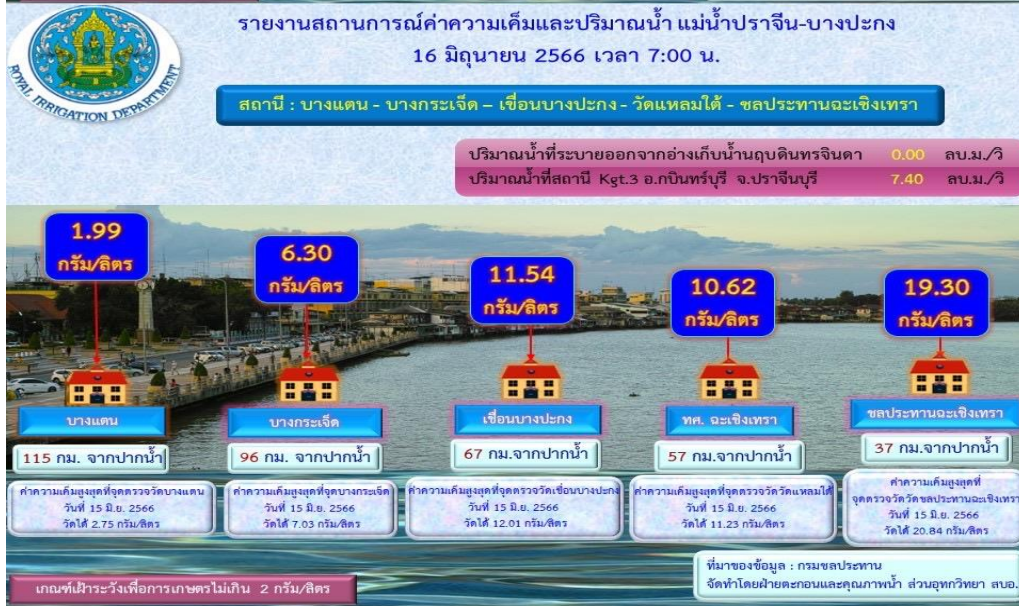 รายงานสถานการณ์ค่าความเค็มและปริมาณน้ำ แม่น้ำปราจีน-บางปะกง
16 มิถุนายน 2566 เวลา 7:00 น.
ROYAL IRRIGATION DEPARTMENT
สถานี : บางแตน - บางกระเจ็ด – เขื่อนบางปะกง - วัดแหลมใต้ - ชลประทานฉะเชิงเทรา
ปริมาณน้ำที่ระบายออกจากอ่างเก็บน้ำนฤบดินทรจินดา 0.00 ลบ.ม./วิ
ปริมาณน้ำที่สถานี Kgt.3 อ.กบินทร์บุรี จ.ปราจีนบุรี 7.40 ลบ.ม./วิ
1.99
กรัม/ลิตร
บางแตน
115 กม. จากปากน้ำ
ค่าความเค็มสูงสุดที่จุดตรวจวัดบางแตน
วันที่ 15 มิ.ย. 2566
วัดได้ 2.75 กรัม/ลิตร
6.30
กรัม/ลิตร
บางกระเจ็ด
96 กม. จากปากน้ำ
ค่าความเค็มสูงสุดที่จุดบางกระเจ็ด
วันที่ 15 มิ.ย. 2566
วัดได้ 7.03 กรัม/ลิตร
11.54
กรัม/ลิตร
เขื่อนบางปะกง
67 กม.จากปากน้ำ
ค่าความเค็มสูงสุดที่จุดตรวจวัดเขื่อนบางปะกง
วันที่ 15 มิ.ย. 2566
วัดได้ 12.01 กรัม/ลิตร
10.62
กรัม/ลิตร
ทศ. ฉะเชิงเทรา
57 กม.จากปากน้ำ
ค่าความเค็มสูงสุดที่จุดตรวจวัดวัดแหลมใต้
วันที่ 15 มิ.ย. 2566
วัดได้ 11.23 กรัม/ลิตร
19.30
กรัม/ลิตร
ชลประทานฉะเชิงเทรา
37 กม.จากปากน้ำ
ค่าความเค็มสูงสุดที่
จุดตรวจวัดวัดชลประทานฉะเชิงเทรา
วันที่ 15 มิ.ย. 2566
วัดได้ 20.84 กรัม/ลิตร
เกณฑ์เฝ้าระวังเพื่อการเกษตรไม่เกิน 2 กรัม/ลิตร
ที่มาของข้อมูล : กรมชลประทาน
จัดทำโดยฝ่ายตะกอนและคุณภาพน้ำ ส่วนอุทกวิทยา สบอ.